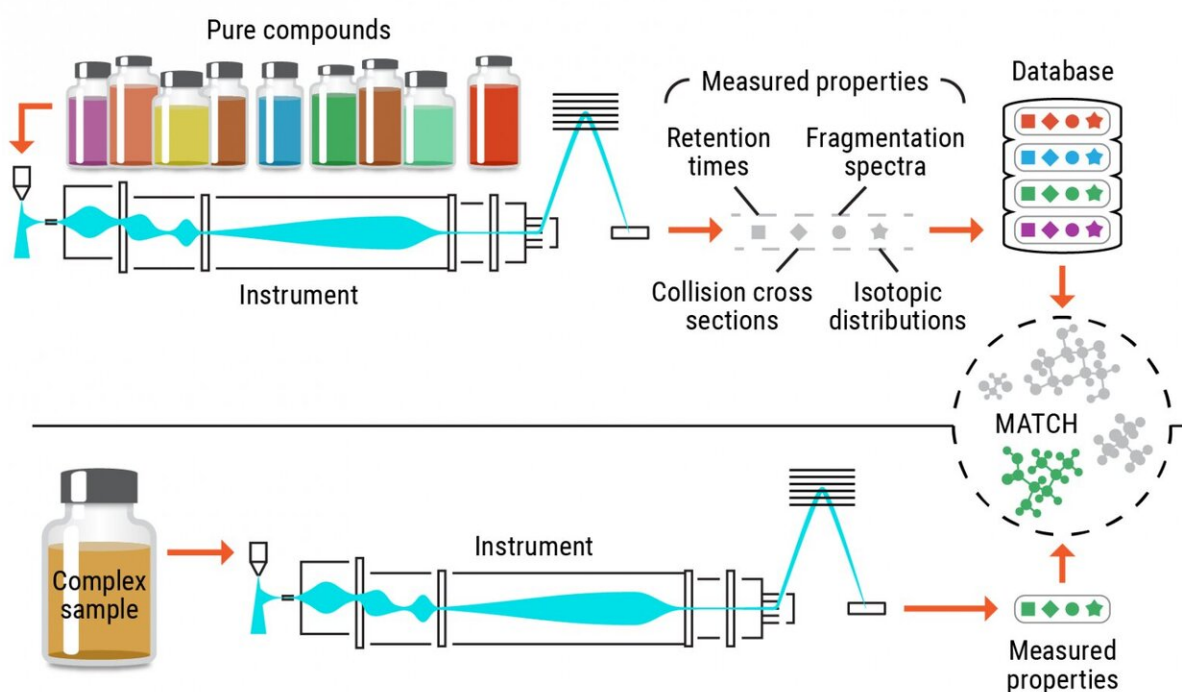 Pure compounds
Measured properties
Database
Retention
times
Fragmentation
spectra
Instrument
Collision cross
sections
Isotopic
distributions
MATCH
Complex
sample
Instrument
Measured
properties